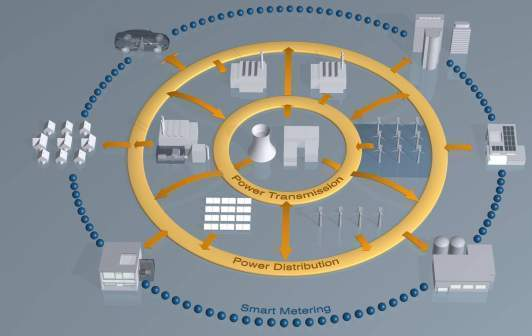 Power Transmission
Power Distribution
Smart Metering